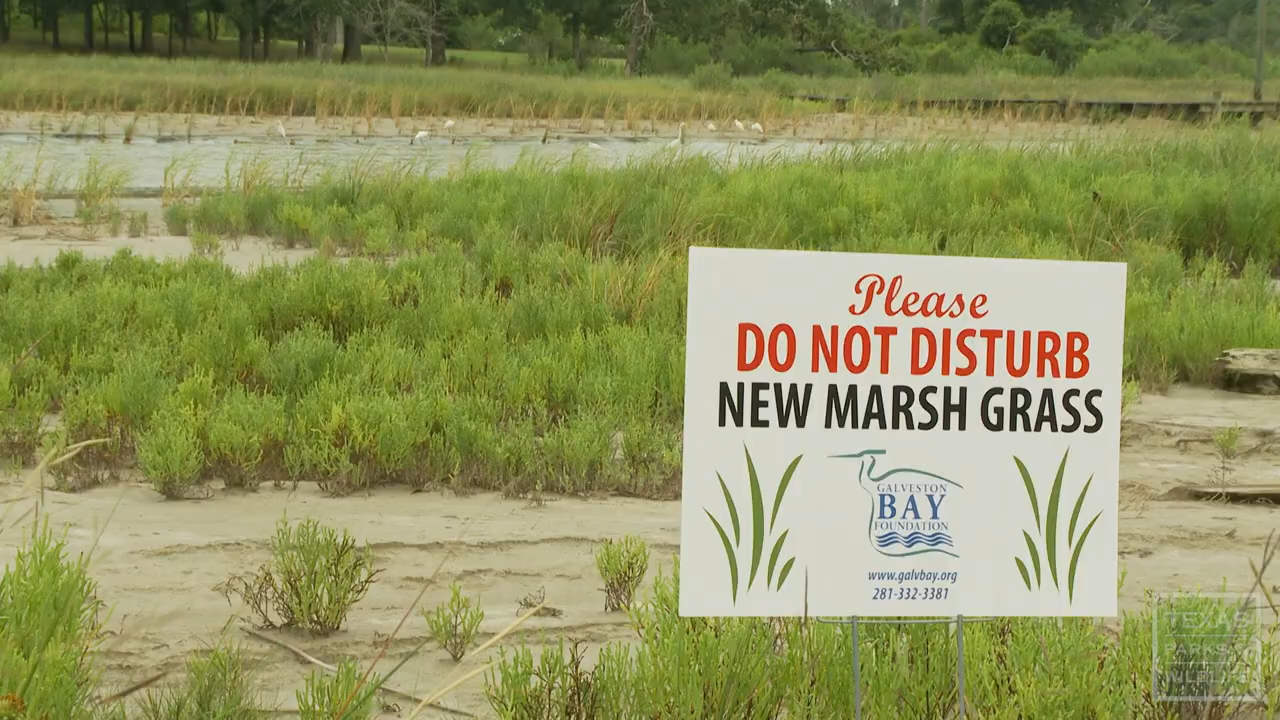 Please
DO NOT DISTURB
NEW MARSH GRASS
GALVESTON
BAY
FOUNDATION
www.galvbay.org
281-332-3381
TEXAS
PARKS &
WILDLIFE